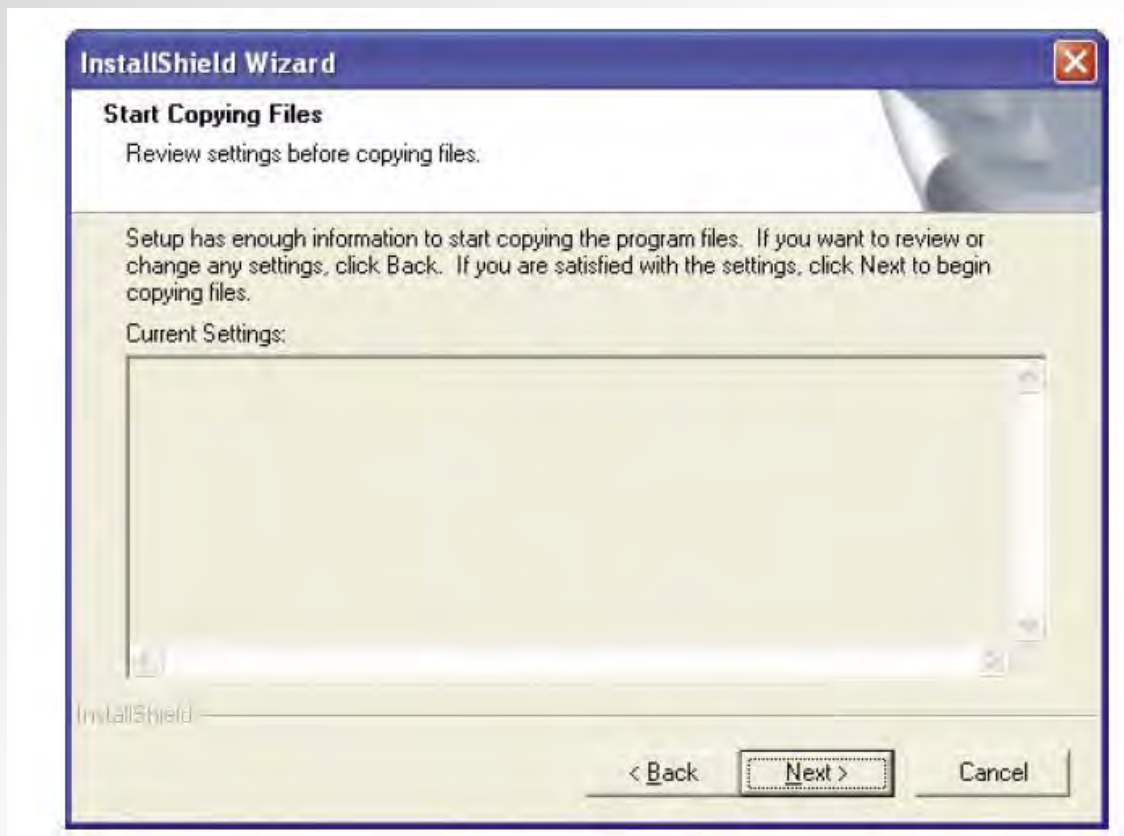 InstallShield Wizard
Start Copying Files
Review settings before copying files.
Setup has enough information to start copying the program files. If you want to review or
change any settings, click Back. If you are satisfied with the settings, click Next to begin
copying files.
Current Settings:
InstallShield
< Back
Next >
Cancel